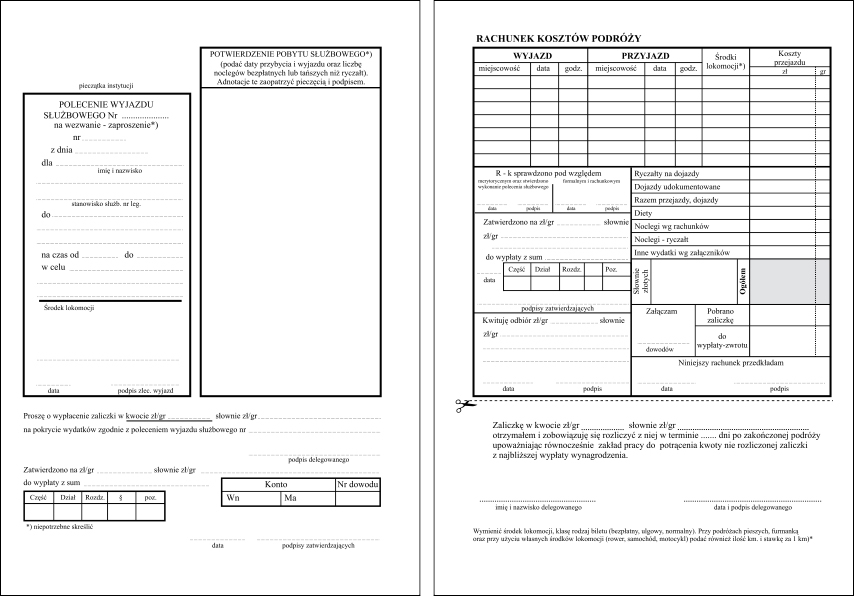 pieczątka instytucji
POLECENIE WYJAZDU
SŁUŻBOWEGO Nr .....................
na wezwanie - zaproszenie*)
nr
z dnia
dla
imię i nazwisko
stanowisko służb. nr leg.
do
na czas od do
w celu
Środek lokomocji
data podpis zlec. wyjazd
POTWIERDZENIE POBYTU SŁUŻBOWEGO*)
(podać daty przybycia i wyjazdu oraz liczbę
noclegów bezpłatnych lub tańszych niż ryczałt).
Adnotacje te zaopatrzyć pieczęcią i podpisem.
Proszę o wypłacenie zaliczki w kwocie zł/gr słownie zł/gr
na pokrycie wydatków zgodnie z poleceniem wyjazdu służbowego nr
podpis delegowanego
Zatwierdzono na zł/gr słownie zł/gr
do wypłaty z sum
Część Dział Rozdz. § poz.
Konto Nr dowodu
Wn Ma
*) niepotrzebne skreślić
data podpisy zatwierdzających
RACHUNEK KOSZTÓW PODRÓŻY
WYJAZD PRZYJAZD Środki lokomocji*) Koszty przejazdu
miejscowość data godz. miejscowość data godz. zł gr
R - k sprawdzono pod względem
merytorycznym oraz stwierdzono wykonanie polecenia służbowego
formalnym i rachunkowym
data podpis data podpis
Zatwierdzono na zł/gr słownie
zł/gr
do wypłaty z sum
Część Dział Rozdz. Poz.
data
podpisy zatwierdzających
Kwituję odbiór zł/gr słownie
zł/gr
data podpis
Ryczałty na dojazdy
Dojazdy udokumentowane
Razem przejazdy, dojazdy
Diety
Noclegi wg rachunków
Noclegi - ryczałt
Inne wydatki wg załączników
Słownie złotych
Ogółem
Załączam
dowodów
Pobrano zaliczkę
do wypłaty-zwrotu
Niniejszy rachunek przedkładam
data podpis
Zaliczkę w kwocie zł/gr .................. słownie zł/gr ......................................................
otrzymałem i zobowiązuję się rozliczyć z niej w terminie ....... dni po zakończonej podróży
upoważniając równocześnie zakład pracy do potrącenia kwoty nie rozliczonej zaliczki
z najbliższej wypłaty wynagrodzenia.
imię i nazwisko delegowanego data i podpis delegowanego
Wymienić środek lokomocji, klasę rodzaj biletu (bezpłatny, ulgowy, normalny). Przy podróżach pieszych, furmanką
oraz przy użyciu własnych środków lokomocji (rower, samochód, motocykl) podać również ilość km. i stawkę za 1 km)*